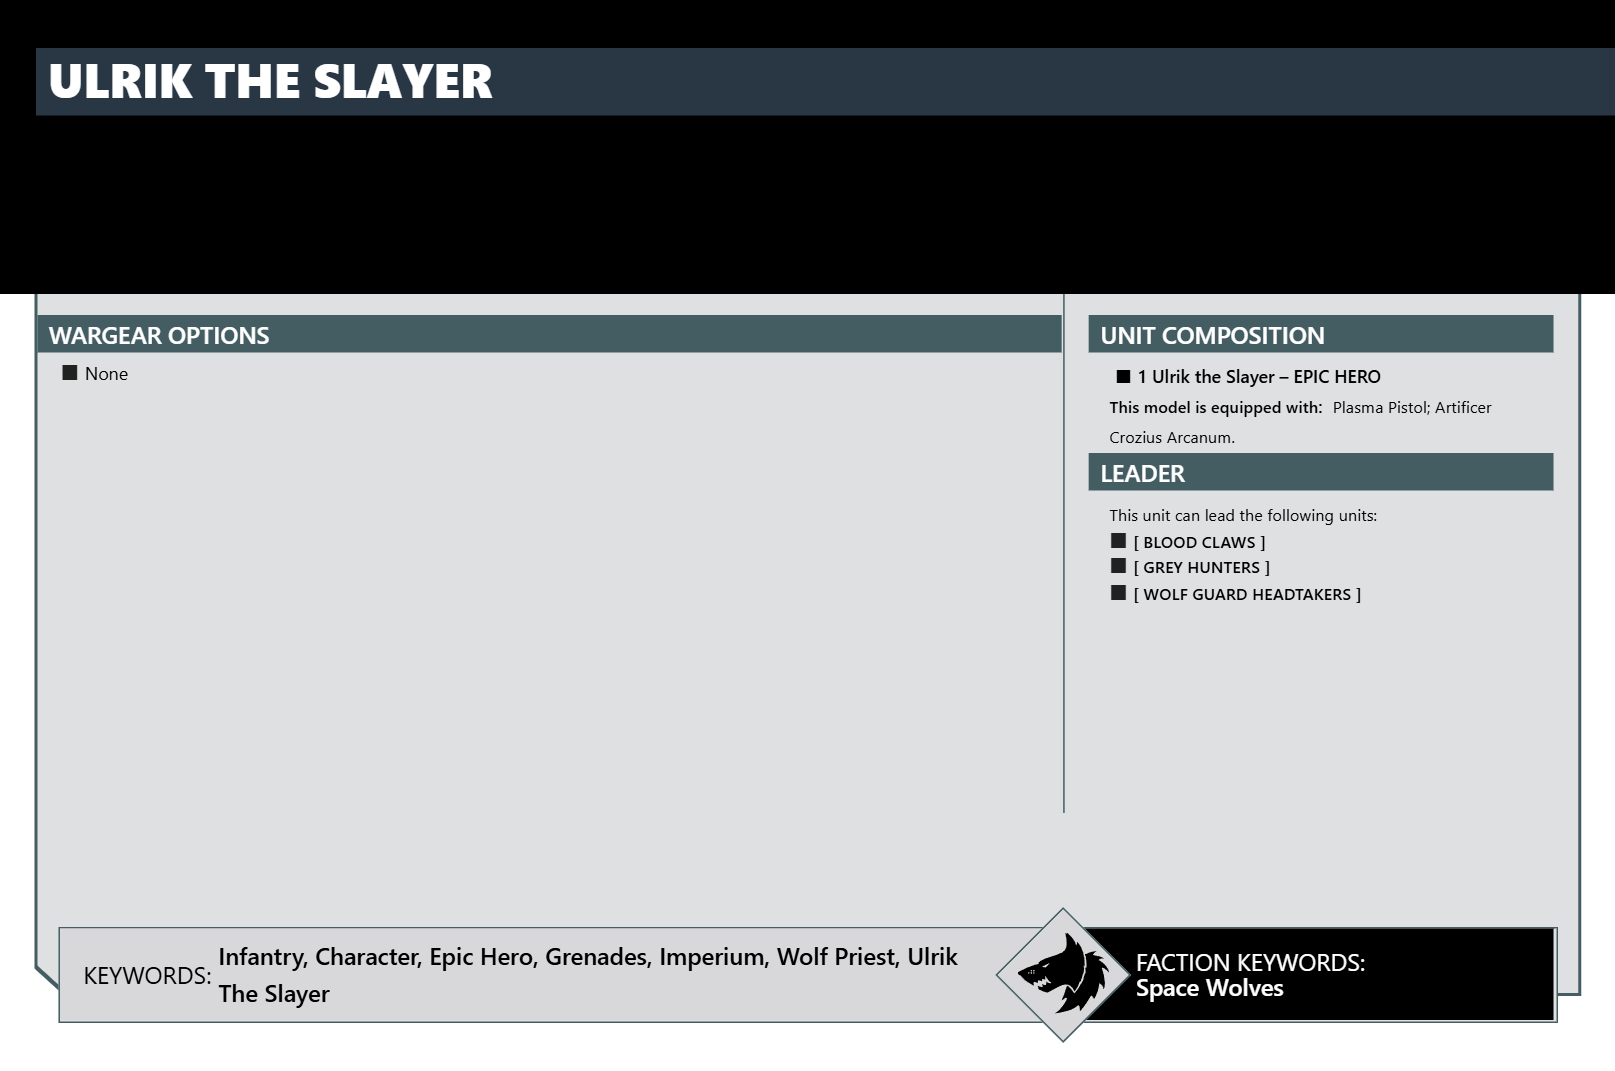 ULRIK THE SLAYER
WARGEAR OPTIONS
■ None
UNIT COMPOSITION
■ 1 Ulrik the Slayer – EPIC HERO
This model is equipped with: Plasma Pistol; Artificer
Crozius Arcanum.
LEADER
This unit can lead the following units:
■ [ BLOOD CLAWS ]
■ [ GREY HUNTERS ]
■ [ WOLF GUARD HEADTAKERS ]
KEYWORDS: Infantry, Character, Epic Hero, Grenades, Imperium, Wolf Priest, Ulrik
The Slayer
FACTION KEYWORDS:
Space Wolves